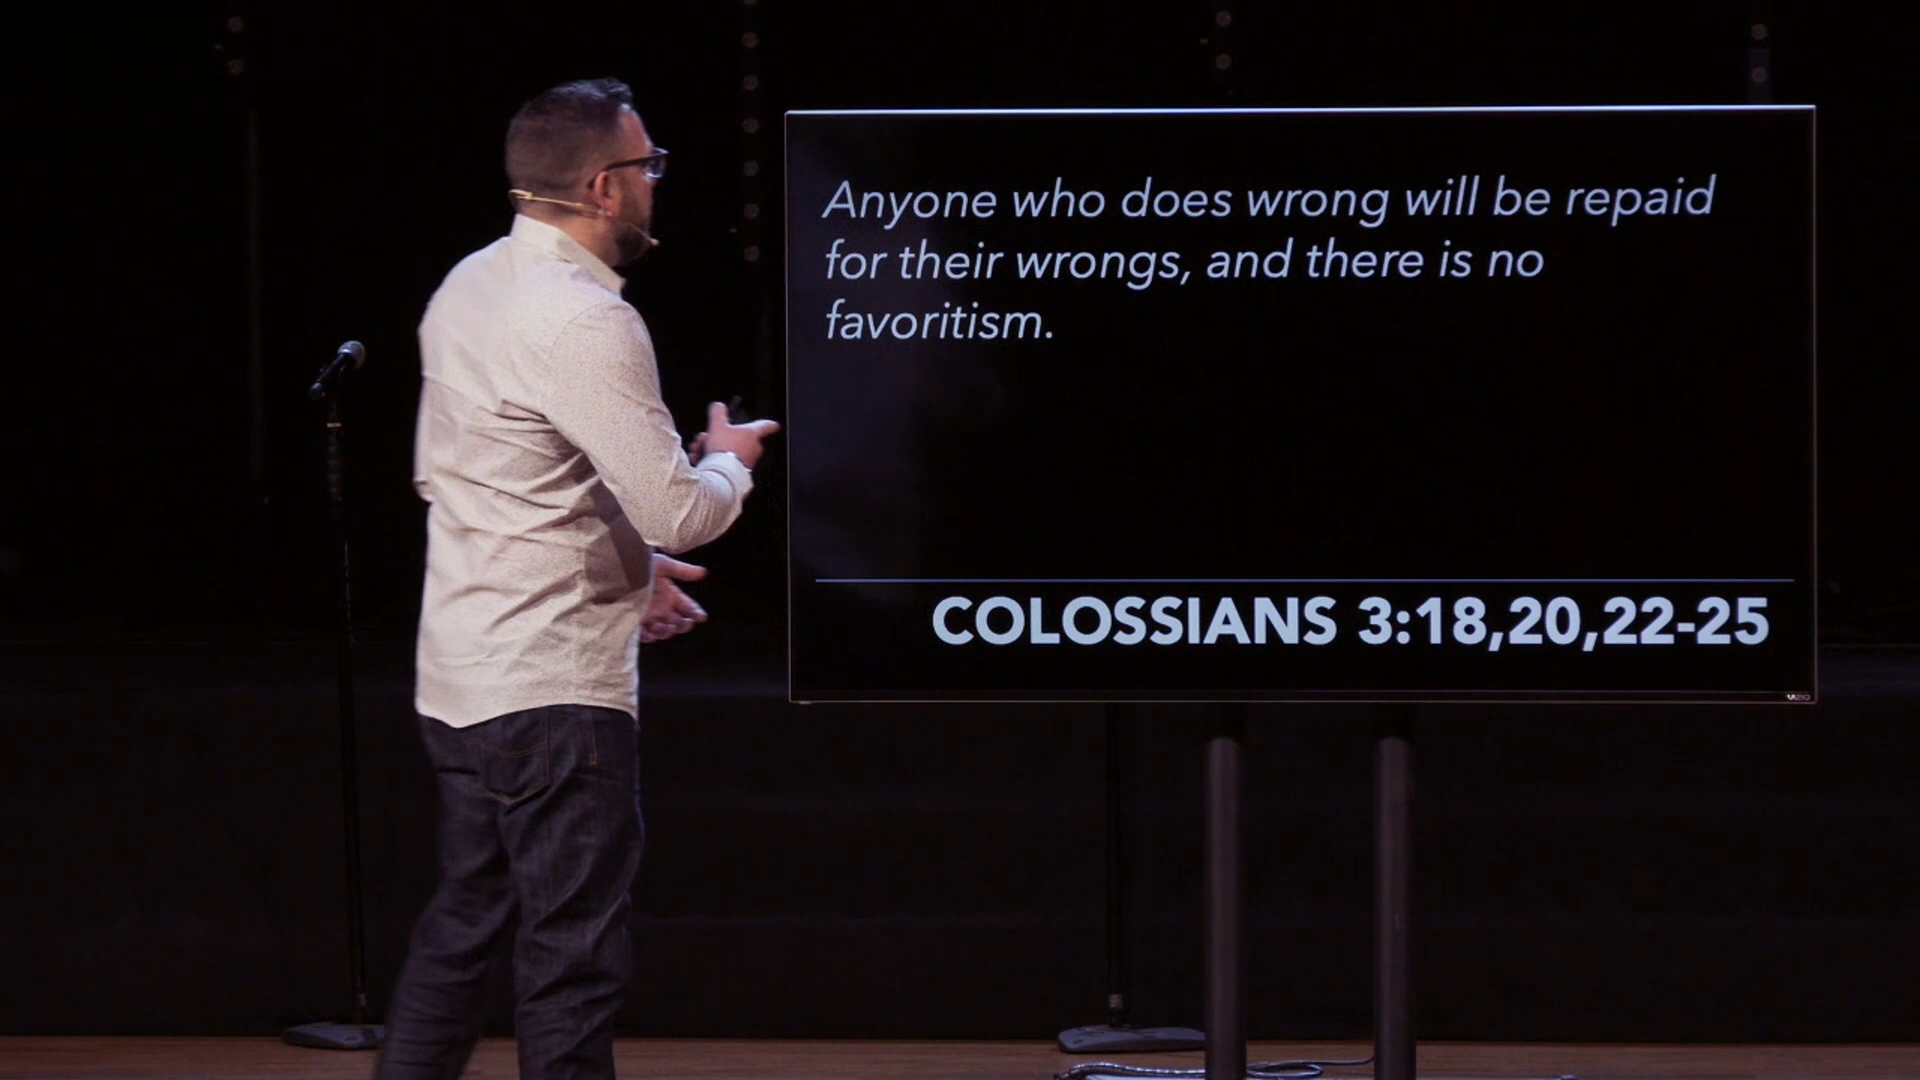 Anyone who does wrong will be repaid
for their wrongs, and there is no
favoritism.
COLOSSIANS 3:18,20,22-25
VIZIO